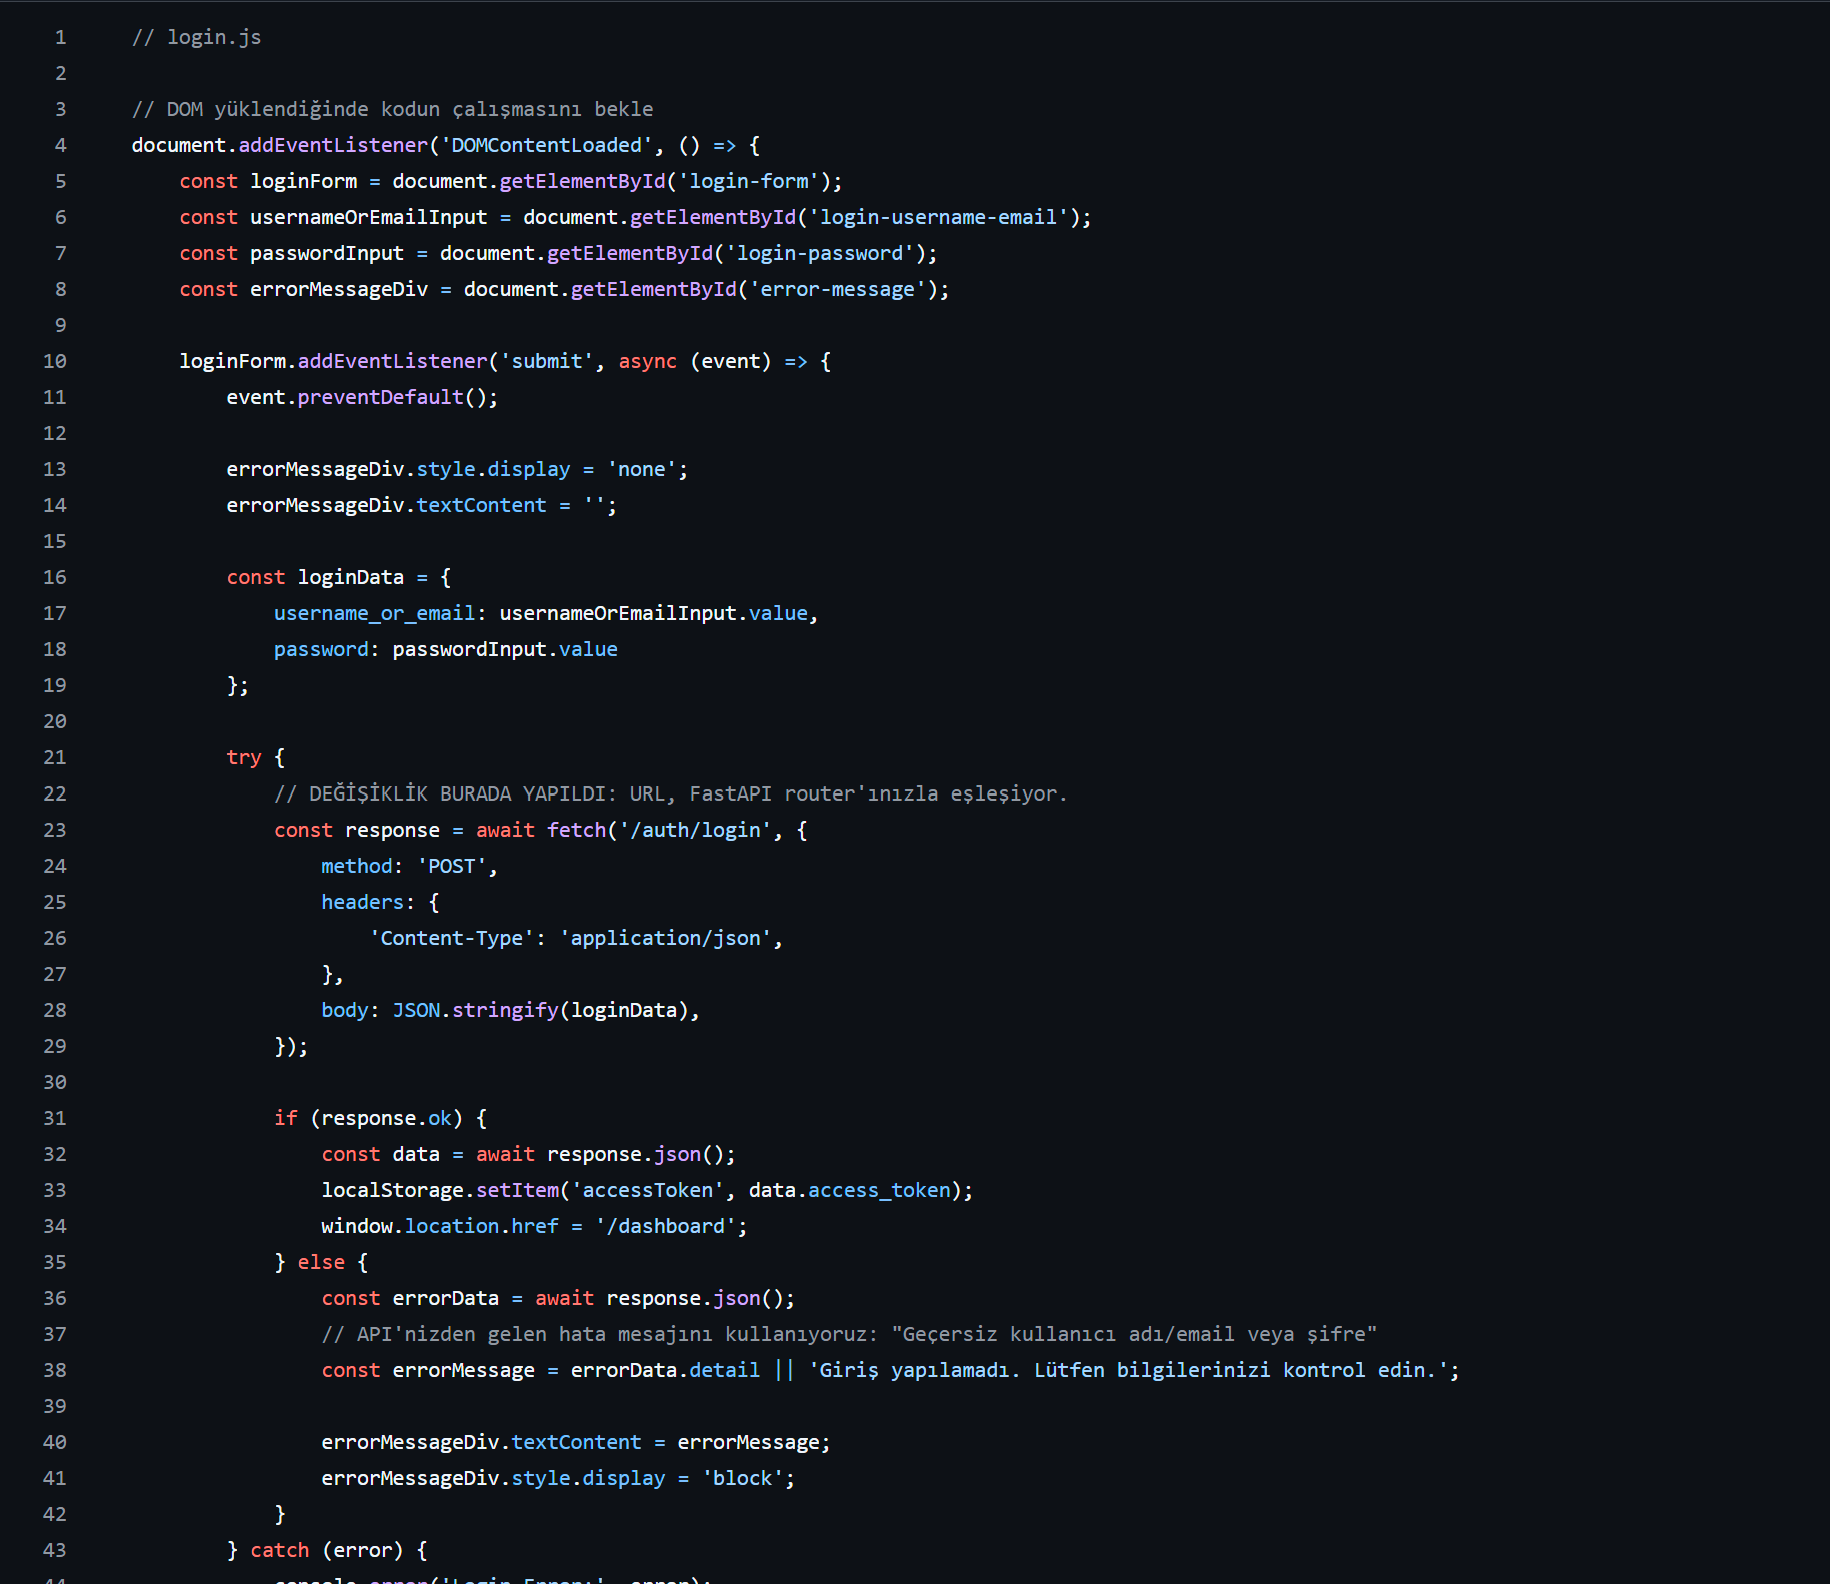 1 // login.js
2
3 // DOM yüklendiğinde kodun çalışmasını bekle
4 document.addEventListener('DOMContentLoaded', () => {
5 const loginForm = document.getElementById('login-form');
6 const usernameOrEmailInput = document.getElementById('login-username-email');
7 const passwordInput = document.getElementById('login-password');
8 const errorMessageDiv = document.getElementById('error-message');
9
10 loginForm.addEventListener('submit', async (event) => {
11 event.preventDefault();
12
13 errorMessageDiv.style.display = 'none';
14 errorMessageDiv.textContent = '';
15
16 const loginData = {
17 username_or_email: usernameOrEmailInput.value,
18 password: passwordInput.value
19 };
20
21 try {
22 // DEĞİŞİKLİK BURADA YAPILDI: URL, FastAPI router'ınızla eşleşiyor.
23 const response = await fetch('/auth/login', {
24 method: 'POST',
25 headers: {
26 'Content-Type': 'application/json',
27 },
28 body: JSON.stringify(loginData),
29 });
30
31 if (response.ok) {
32 const data = await response.json();
33 localStorage.setItem('accessToken', data.access_token);
34 window.location.href = '/dashboard';
35 } else {
36 const errorData = await response.json();
37 // API'nizden gelen hata mesajını kullanıyoruz: "Geçersiz kullanıcı adı/email veya şifre"
38 const errorMessage = errorData.detail || 'Giriş yapılamadı. Lütfen bilgilerinizi kontrol edin.';
39
40 errorMessageDiv.textContent = errorMessage;
41 errorMessageDiv.style.display = 'block';
42 }
43 } catch (error) {
44 console.error('Login Error:', error);